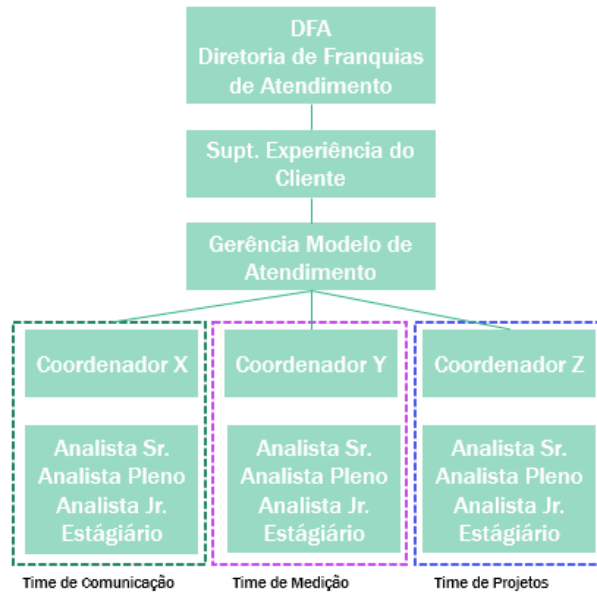 DFA
Diretoria de Franquias
de Atendimento
Supt. Experiência do
Cliente
Gerência Modelo de
Atendimento
Coordenador X
Coordenador Y
Coordenador Z
Analista Sr.
Analista Pleno
Analista Jr.
Estágiário
Analista Sr.
Analista Pleno
Analista Jr.
Estágiário
Analista Sr.
Analista Pleno
Analista Jr.
Estágiário
Time de Comunicação
Time de Medição
Time de Projetos